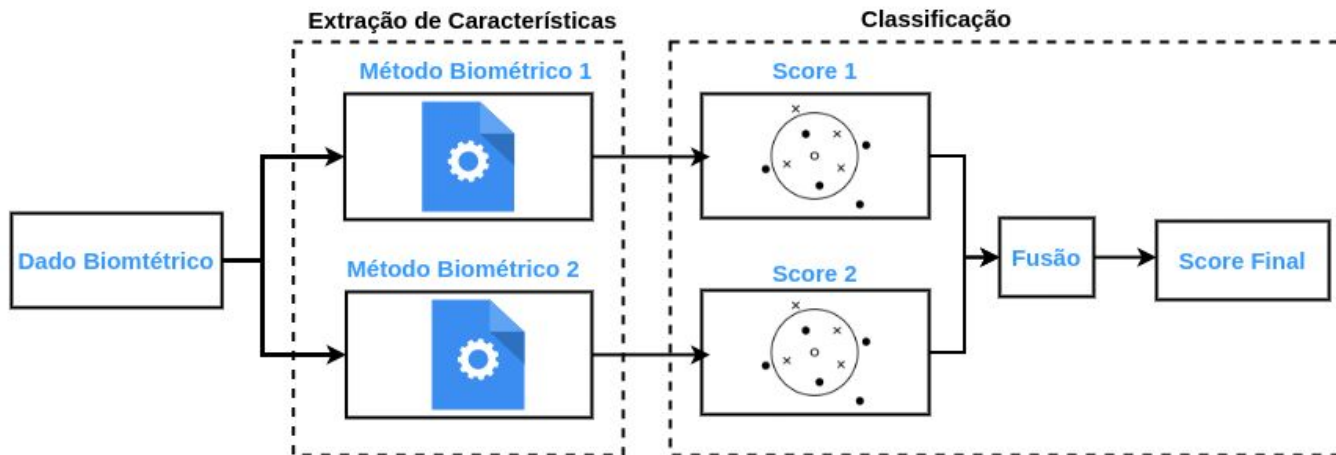 Extração de Características
Classificação
Método Biométrico 1
Score 1
Dado Biomtétrico
Método Biométrico 2
Score 2
Fusão
Score Final